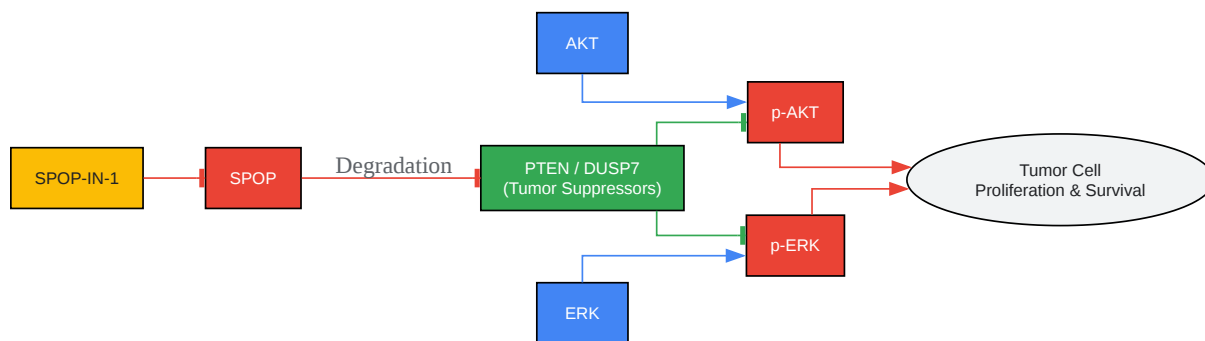 AKT
p-AKT
SPOP-IN-1
SPOP
Degradation
PTEN / DUSP7
(Tumor Suppressors)
Tumor Cell
Proliferation & Survival
p-ERK
ERK